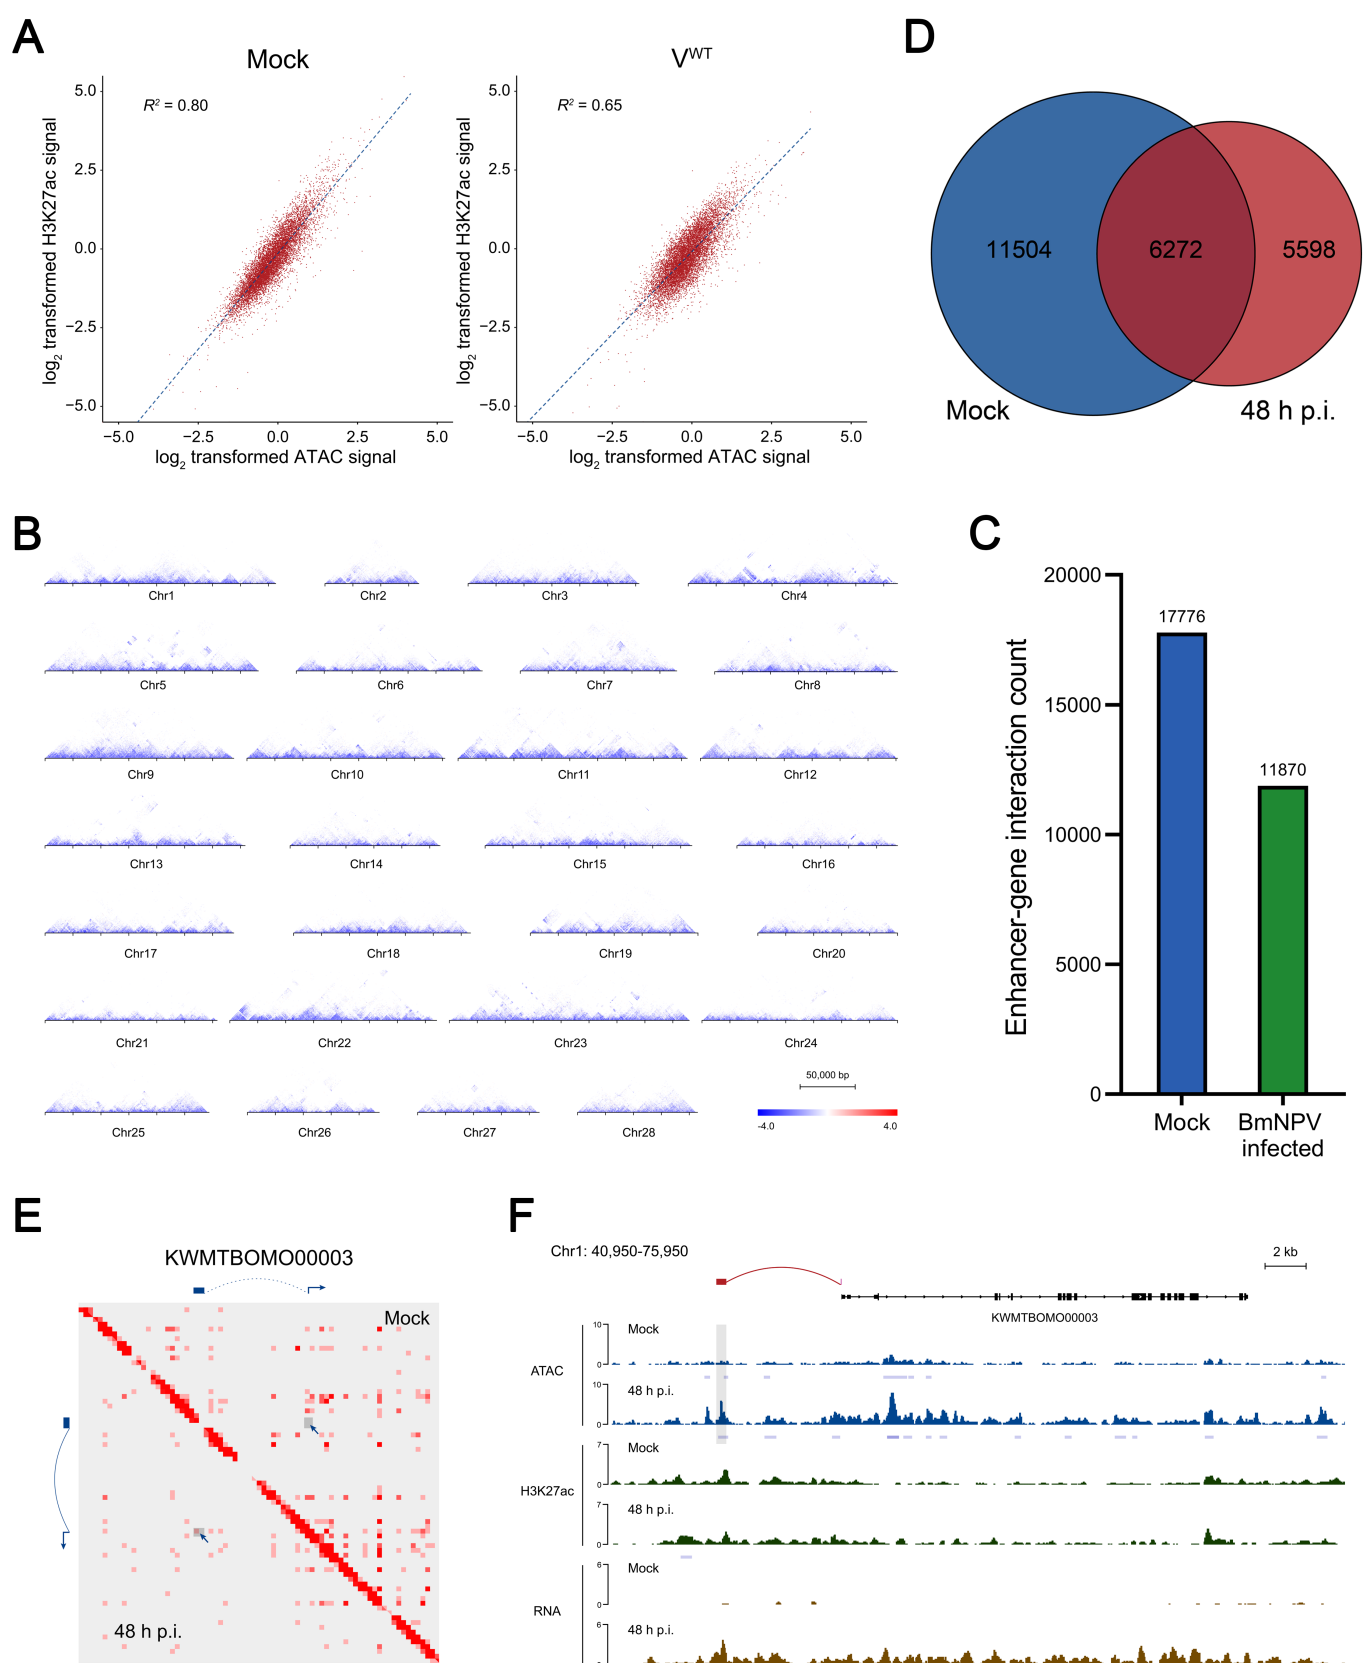 A
Mock
R² = 0.80
log₂ transformed H3K27ac signal
5.0
2.5
0.0
−2.5
−5.0
−5.0 −2.5 0.0 2.5 5.0
log₂ transformed ATAC signal
V^WT
R² = 0.65
log₂ transformed H3K27ac signal
5.0
2.5
0.0
−2.5
−5.0
−5.0 −2.5 0.0 2.5 5.0
log₂ transformed ATAC signal
D
11504 6272 5598
Mock 48 h p.i.
B
Chr1 Chr2 Chr3 Chr4
Chr5 Chr6 Chr7 Chr8
Chr9 Chr10 Chr11 Chr12
Chr13 Chr14 Chr15 Chr16
Chr17 Chr18 Chr19 Chr20
Chr21 Chr22 Chr23 Chr24
Chr25 Chr26 Chr27 Chr28
50,000 bp
-4.0 4.0
C
Enhancer-gene interaction count
20000
15000
10000
5000
0
17776
11870
Mock BmNPV
infected
E
KWMTBOMO00003
Mock
48 h p.i.
F
Chr1: 40,950-75,950
2 kb
KWMTBOMO00003
ATAC
10
0
Mock
10
0
48 h p.i.
H3K27ac
7
0
Mock
7
0
48 h p.i.
RNA
6
0
Mock
6
48 h p.i.